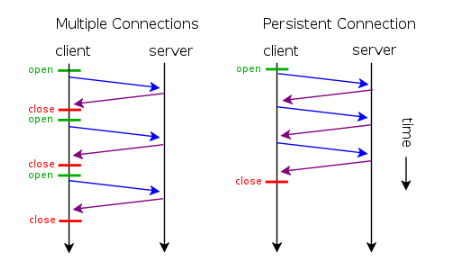 Multiple Connections
client server
open
close
open
close
open
close
Persistent Connection
client server
open
close
time